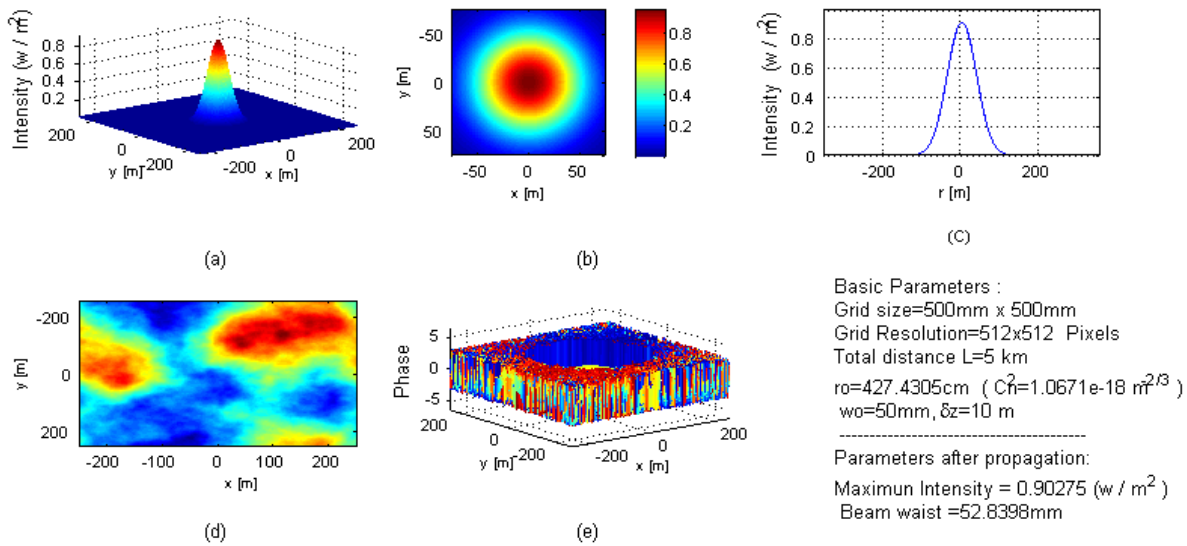 Intensity (w / m²)
0.8
0.6
0.4
0.2
200
0
-200
y [m]
-200
0
200
x [m]
(a)
y [m]
-50
0
50
-50 0 50
x [m]
0.8
0.6
0.4
0.2
(b)
Intensity (w / m²)
0.8
0.6
0.4
0.2
0
-200 0 200
r [m]
(C)
y [m]
-200
0
200
-200 -100 0 100 200
x [m]
(d)
Phase
5
0
-5
200
0
-200
y [m]
-200
0
200
x [m]
(e)
Basic Parameters :
Grid size=500mm x 500mm
Grid Resolution=512x512 Pixels
Total distance L=5 km
ro=427.4305cm ( Cn²=1.0671e-18 m^2/3 )
wo=50mm, δz=10 m
----------------------------------------
Parameters after propagation:
Maximun Intensity = 0.90275 (w / m² )
Beam waist =52.8398mm